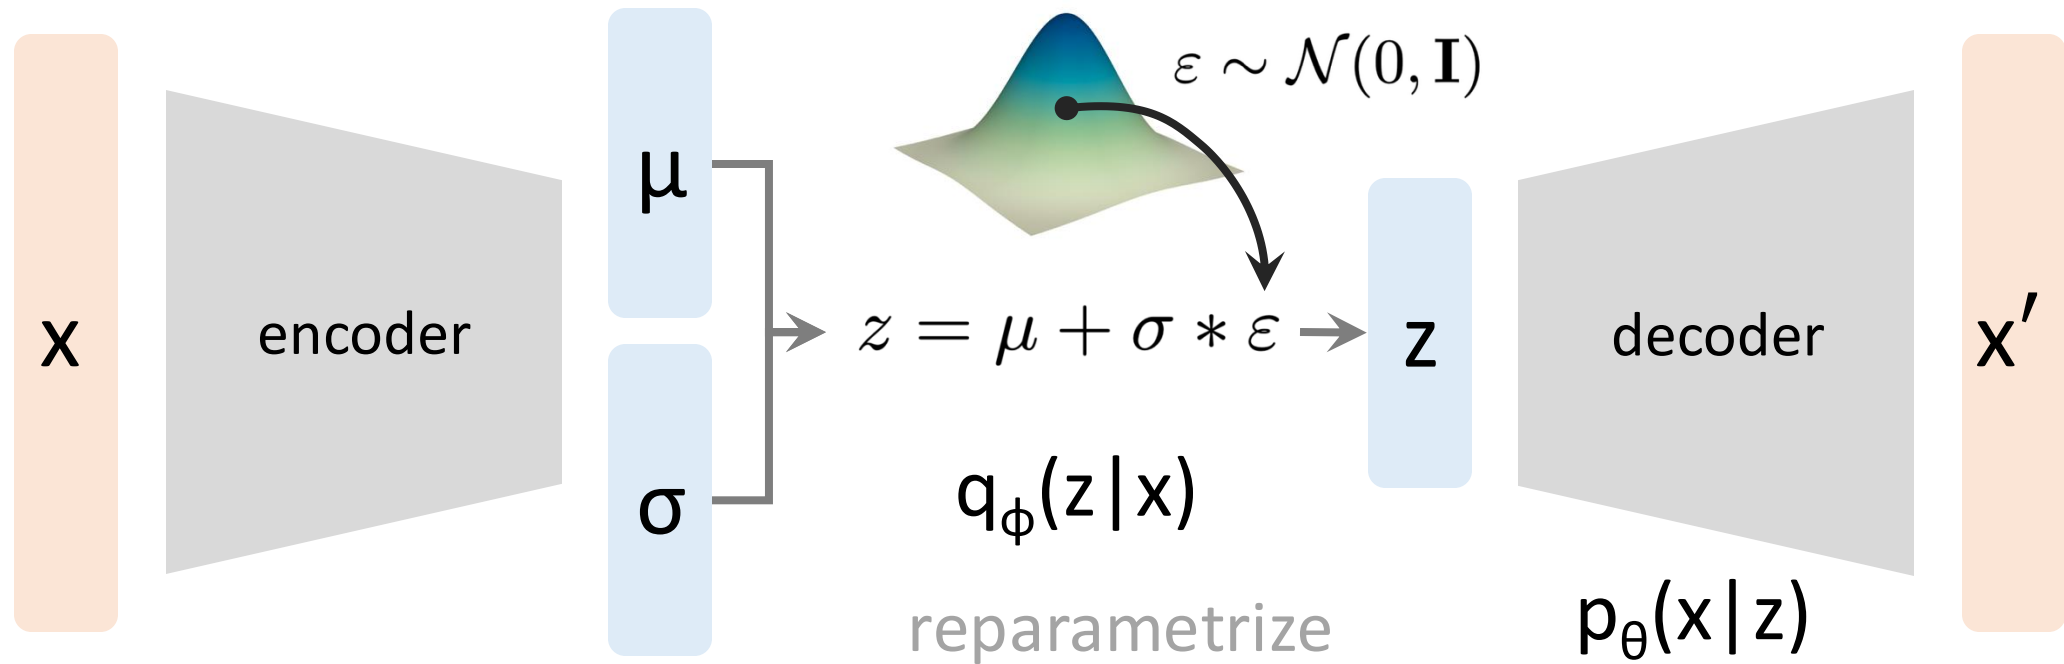 x
encoder
μ
σ
ε ~ 𝒩(0, 𝐈)
z = μ + σ * ε
q_ϕ(z|x)
reparametrize
z
decoder
p_θ(x|z)
x′